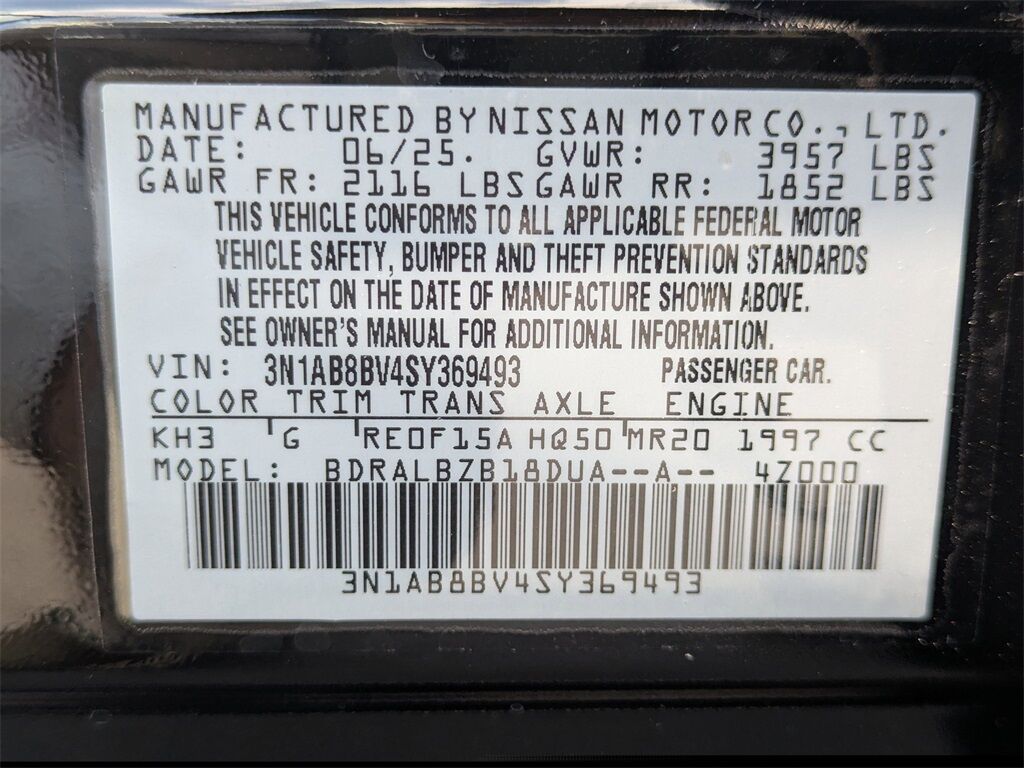 MANUFACTURED BY NISSAN MOTOR CO., LTD.
DATE: 06/25. GVWR: 3957 LBS
GAWR FR: 2116 LBS GAWR RR: 1852 LBS
THIS VEHICLE CONFORMS TO ALL APPLICABLE FEDERAL MOTOR
VEHICLE SAFETY, BUMPER AND THEFT PREVENTION STANDARDS
IN EFFECT ON THE DATE OF MANUFACTURE SHOWN ABOVE.
SEE OWNER'S MANUAL FOR ADDITIONAL INFORMATION.
VIN: 3N1AB8BV4SY369493 PASSENGER CAR.
COLOR TRIM TRANS AXLE ENGINE
KH3 G RE0F15A HQ50 MR20 1997 CC
MODEL: BDRALBZB18DUA--A-- 4Z000
3N1AB8BV4SY369493